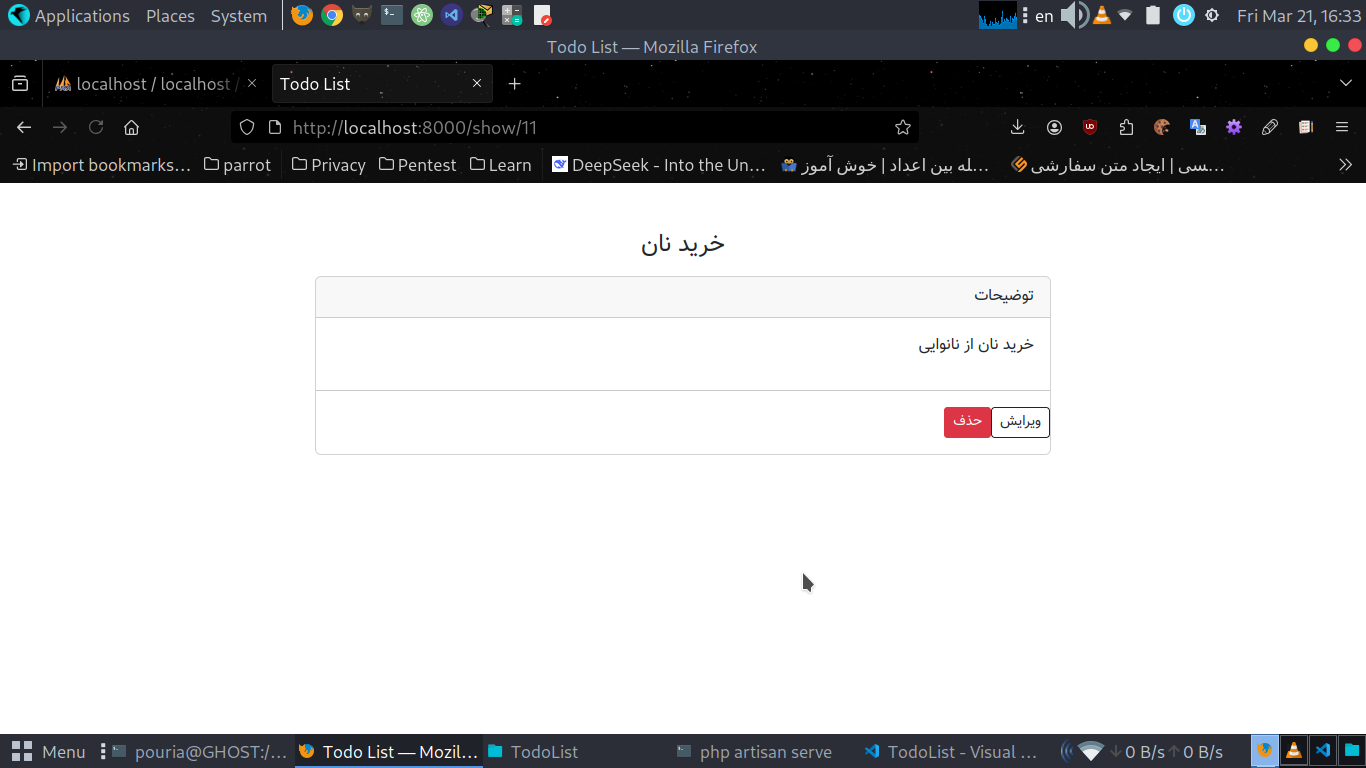 Applications Places System en Fri Mar 21, 16:33
Todo List — Mozilla Firefox
localhost / localhost / Todo List
http://localhost:8000/show/11
Import bookmarks… parrot Privacy Pentest Learn DeepSeek - Into the Un… له بین اعداد | خوش آموز… سی | ایجاد متن سفارشی…
خرید نان
توضیحات
خرید نان از نانوایی
ویرایش حذف
Menu pouria@GHOST:/… Todo List — Mozil… TodoList php artisan serve TodoList - Visual … 0 B/s 0 B/s